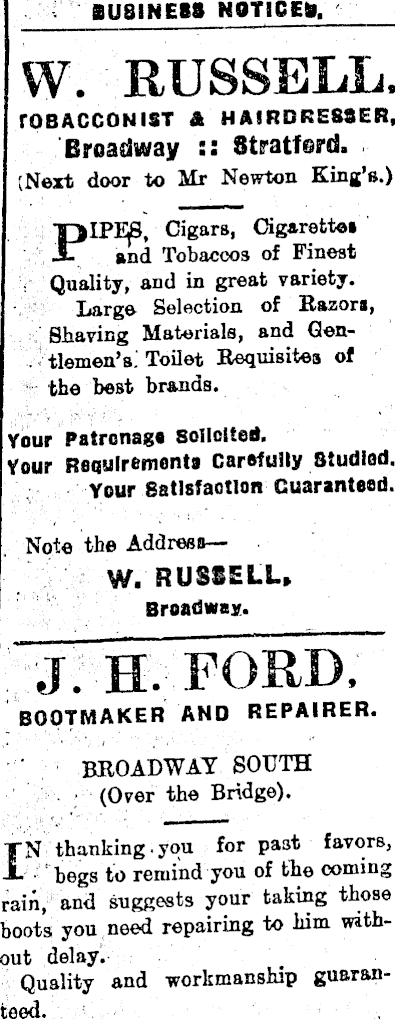 BUSINESS NOTICES.
W. RUSSELL,
TOBACCONIST & HAIRDRESSER,
Broadway :: Stratford.
(Next door to Mr Newton King's.)
PIPES, Cigars, Cigarettes
and Tobaccos of Finest
Quality, and in great variety.
Large Selection of Razors,
Shaving Materials, and Gen-
tlemen's Toilet Requisites of
the best brands.
Your Patronage Solicited.
Your Requirements Carefully Studied.
Your Satisfaction Guaranteed.
Note the Address—
W. RUSSELL,
Broadway.
J. H. FORD,
BOOTMAKER AND REPAIRER.
BROADWAY SOUTH
(Over the Bridge).
IN thanking you for past favors,
begs to remind you of the coming
rain, and suggests your taking those
boots you need repairing to him with-
out delay.
Quality and workmanship guaran-
teed.